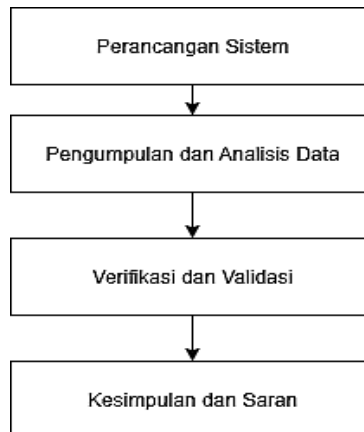 Perancangan Sistem
Pengumpulan dan Analisis Data
Verifikasi dan Validasi
Kesimpulan dan Saran